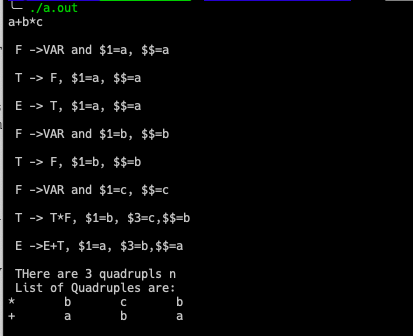 ╰─ ./a.out
a+b*c
F ->VAR and $1=a, $$=a
T -> F, $1=a, $$=a
E -> T, $1=a, $$=a
F ->VAR and $1=b, $$=b
T -> F, $1=b, $$=b
F ->VAR and $1=c, $$=c
T -> T*F, $1=b, $3=c,$$=b
E ->E+T, $1=a, $3=b,$$=a
THere are 3 quadrupls n
List of Quadruples are:
* b c b
+ a b a